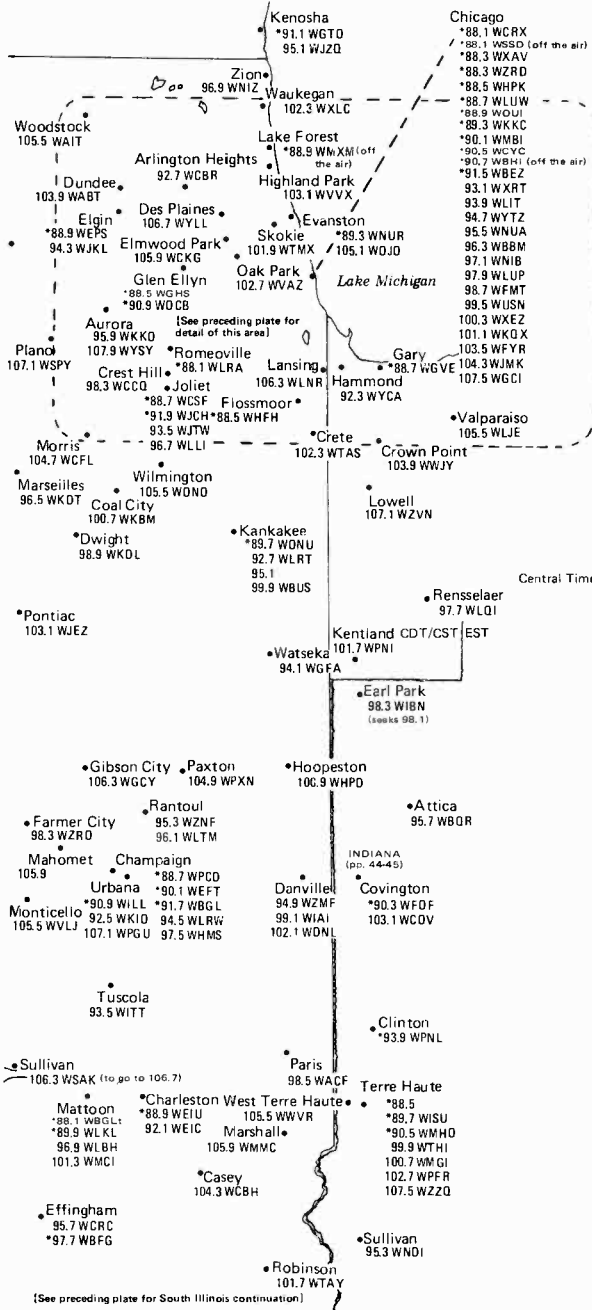 Kenosha
*91.1 WGTD
95.1 WJZQ
Chicago
*88.1 WCRX
*88.1 WSSD (off the air)
*88.3 WXAV
*88.3 WZRD
*88.5 WHPK
*88.7 WLUW
*88.9 WOUI
*89.3 WKKC
*90.1 WMBI
*90.5 WCYC
*90.7 WBHI (off the air)
*91.5 WBEZ
93.1 WXRT
93.9 WLIT
94.7 WYTZ
95.5 WNUA
96.3 WBBM
97.1 WNIB
97.9 WLUP
98.7 WFMT
99.5 WUSN
100.3 WXEZ
101.1 WKQX
103.5 WFYR
104.3 WJMK
107.5 WGCI
Zion
96.9 WNIZ
Waukegan
102.3 WXLC
Woodstock
105.5 WAIT
Lake Forest
*88.9 WMXM (off
the air)
Arlington Heights
92.7 WCBR
Highland Park
103.1 WVVX
Dundee
103.9 WABT
Des Plaines
106.7 WYLL
Evanston
*89.3 WNUR
105.1 WOJO
Elgin
*88.9 WEPS
94.3 WJKL
Skokie
101.9 WTMX
Elmwood Park
105.9 WCKG
Oak Park
102.7 WVAZ
Lake Michigan
Glen Ellyn
*88.5 WGHS
*90.9 WDCB
Aurora
95.9 WKKD
107.9 WYSY
[See preceding plate for
detail of this area]
Plano
107.1 WSPY
Romeoville
*88.1 WLRA
Lansing
106.3 WLNR
Gary
*88.7 WGVE
Hammond
92.3 WYCA
Crest Hill
98.3 WCCQ
Joliet
*88.7 WCSF
*91.9 WJCH
93.5 WJTW
96.7 WLLI
Flossmoor
*88.5 WHFH
Valparaiso
105.5 WLJE
Morris
104.7 WCFL
Crete
102.3 WTAS
Crown Point
103.9 WWJY
Wilmington
105.5 WDND
Marseilles
96.5 WKDT
Coal City
100.7 WKBM
Lowell
107.1 WZVN
Dwight
98.9 WKDL
Kankakee
*89.7 WONU
92.7 WLRT
95.1
99.9 WBUS
Central Time
Rensselaer
97.7 WLQI
Pontiac
103.1 WJEZ
Kentland
101.7 WPNI
CDT/CST EST
Watseka
94.1 WGFA
Earl Park
98.3 WIBN
(seeks 98.1)
Gibson City
106.3 WGCY
Paxton
104.9 WPXN
Hoopeston
100.9 WHPD
Rantoul
95.3 WZNF
96.1 WLTM
Attica
95.7 WBQR
Farmer City
98.3 WZRO
Mahomet
105.9
INDIANA
(pp. 44-45)
Champaign
*88.7 WPCD
*90.1 WEFT
*91.7 WBGL
94.5 WLRW
97.5 WHMS
Urbana
*90.9 WILL
92.5 WKIO
107.1 WPGU
Danville
94.9 WZMF
99.1 WIAI
102.1 WDNL
Covington
*90.3 WFOF
103.1 WCDV
Monticello
105.5 WVLJ
Tuscola
93.5 WITT
Clinton
*93.9 WPNL
Sullivan
106.3 WSAK (to go to 106.7)
Paris
98.5 WACF
Mattoon
*88.1 WBGLt
*89.9 WLKL
96.9 WLBH
101.3 WMCI
Charleston
*88.9 WEIU
92.1 WEIC
West Terre Haute
105.5 WWVR
Terre Haute
*88.5
*89.7 WISU
*90.5 WMHD
99.9 WTHI
100.7 WMGI
102.7 WPFR
107.5 WZZQ
Marshall
105.9 WMMC
Casey
104.3 WCBH
Effingham
95.7 WCRC
*97.7 WBFG
Sullivan
95.3 WNDI
Robinson
101.7 WTAY
[See preceding plate for South Illinois continuation]